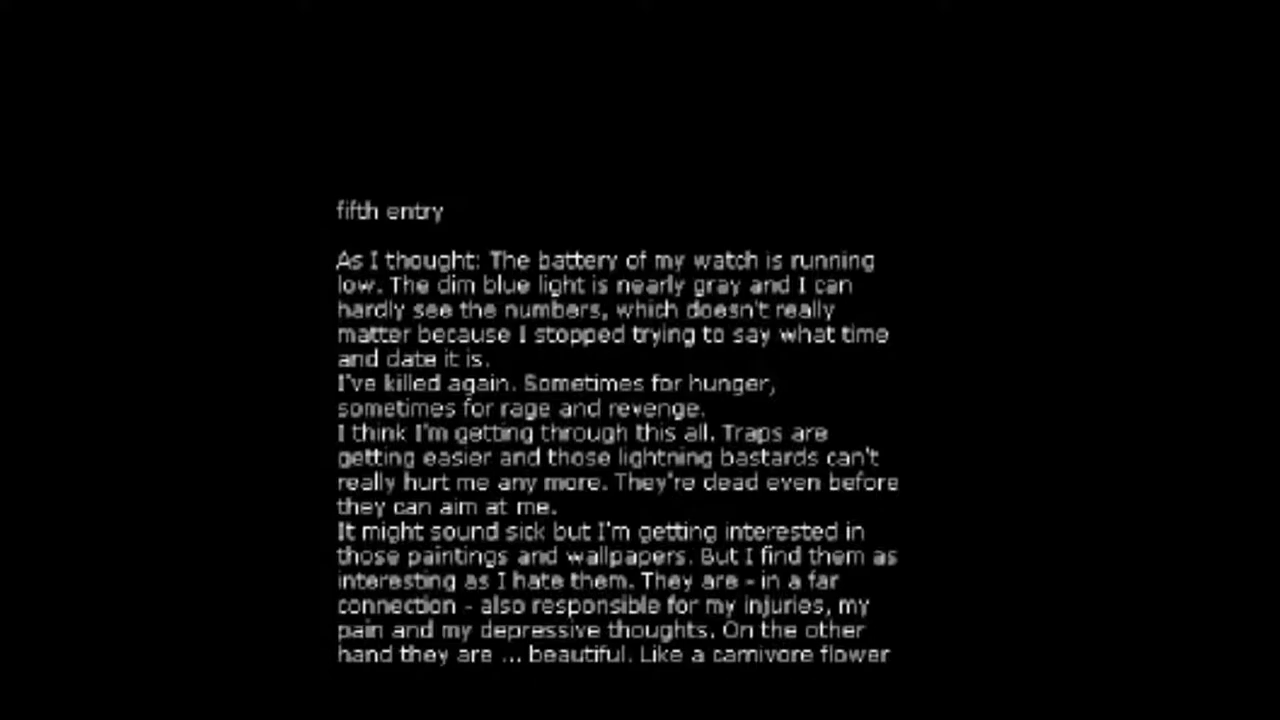 fifth entry
As I thought: The battery of my watch is running
low. The dim blue light is nearly gray and I can
hardly see the numbers, which doesn't really
matter because I stopped trying to say what time
and date it is.
I've killed again. Sometimes for hunger,
sometimes for rage and revenge.
I think I'm getting through this all. Traps are
getting easier and those lightning bastards can't
really hurt me any more. They're dead even before
they can aim at me.
It might sound sick but I'm getting interested in
those paintings and wallpapers. But I find them as
interesting as I hate them. They are - in a far
connection - also responsible for my injuries, my
pain and my depressive thoughts. On the other
hand they are ... beautiful. Like a carnivore flower